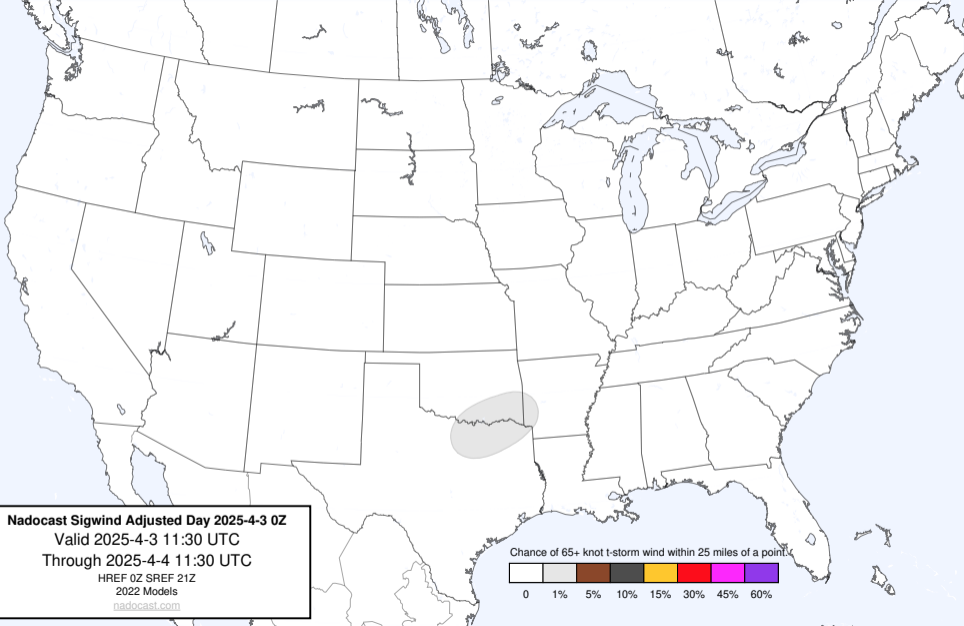 Nadocast Sigwind Adjusted Day 2025-4-3 0Z
Valid 2025-4-3 11:30 UTC
Through 2025-4-4 11:30 UTC
HREF 0Z SREF 21Z
2022 Models
nadocast.com
Chance of 65+ knot t-storm wind within 25 miles of a point.
0 1% 5% 10% 15% 30% 45% 60%